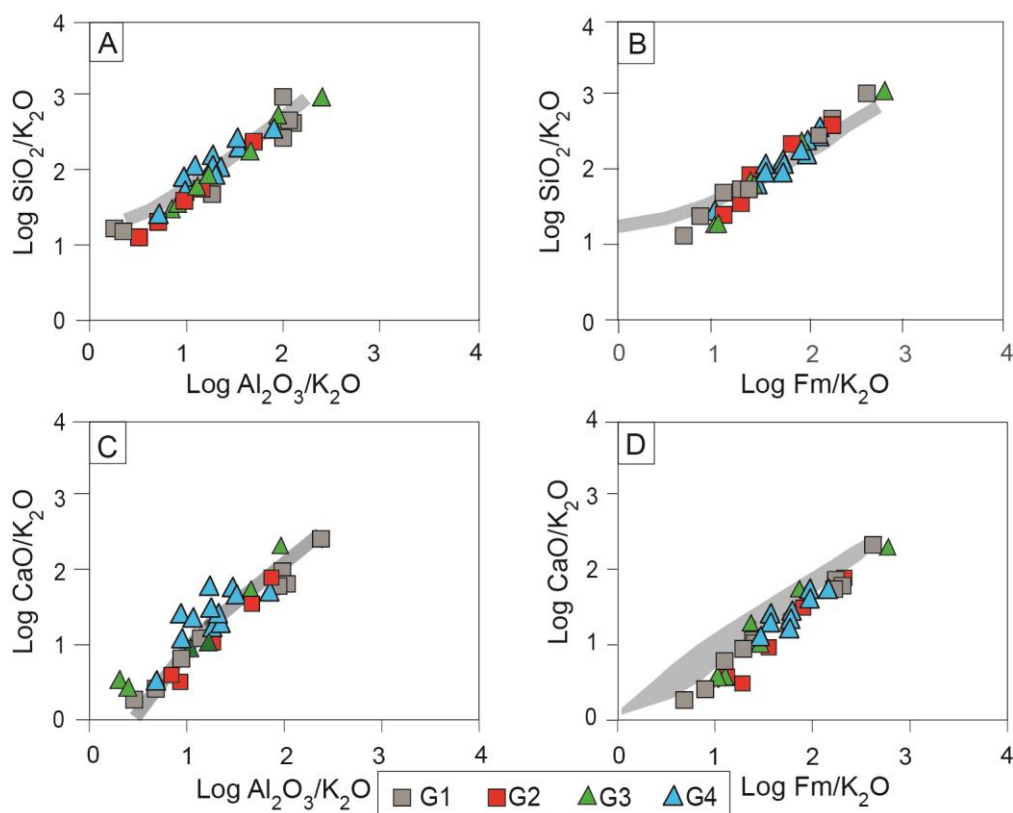 A
4
3
2
1
0
Log SiO₂/K₂O
0 1 2 3 4
Log Al₂O₃/K₂O
B
4
3
2
1
0
Log SiO₂/K₂O
0 1 2 3 4
Log Fm/K₂O
C
4
3
2
1
0
Log CaO/K₂O
0 1 2 3 4
Log Al₂O₃/K₂O
D
4
3
2
1
0
Log CaO/K₂O
0 1 2 3 4
Log Fm/K₂O
G1 G2 G3 G4